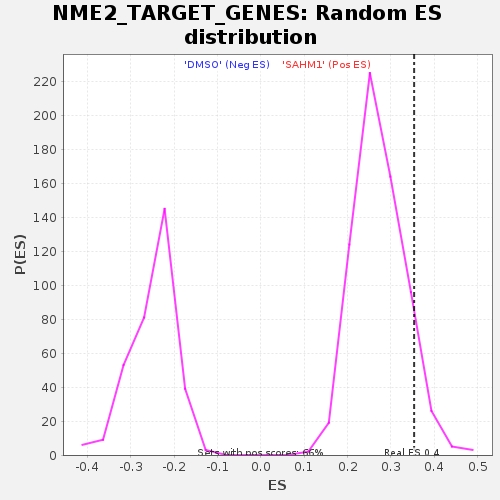 NME2_TARGET_GENES: Random ES
distribution
'DMSO' (Neg ES) 'SAHM1' (Pos ES)
P(ES)
220
200
180
160
140
120
100
80
60
40
20
0
Sets with pos scores: 66%
Real ES 0.4
-0.4 -0.3 -0.2 -0.1 0.0 0.1 0.2 0.3 0.4 0.5
ES